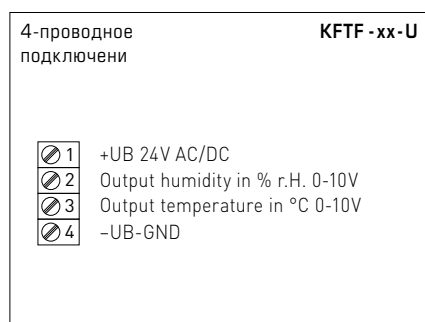 4-проводное
подключени
KFTF - xx - U
1 +UB 24V AC/DC
2 Output humidity in % r.H. 0-10V
3 Output temperature in °C 0-10V
4 –UB-GND